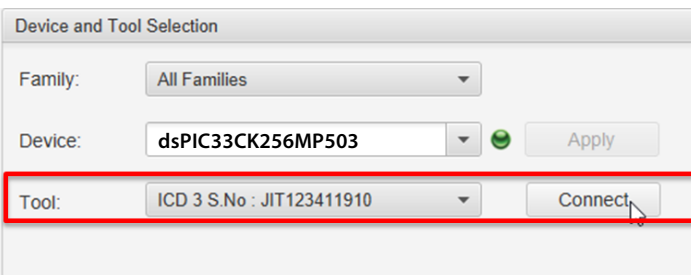 Device and Tool Selection
Family: All Families
Device: dsPIC33CK256MP503 Apply
Tool: ICD 3 S.No : JIT123411910 Connect